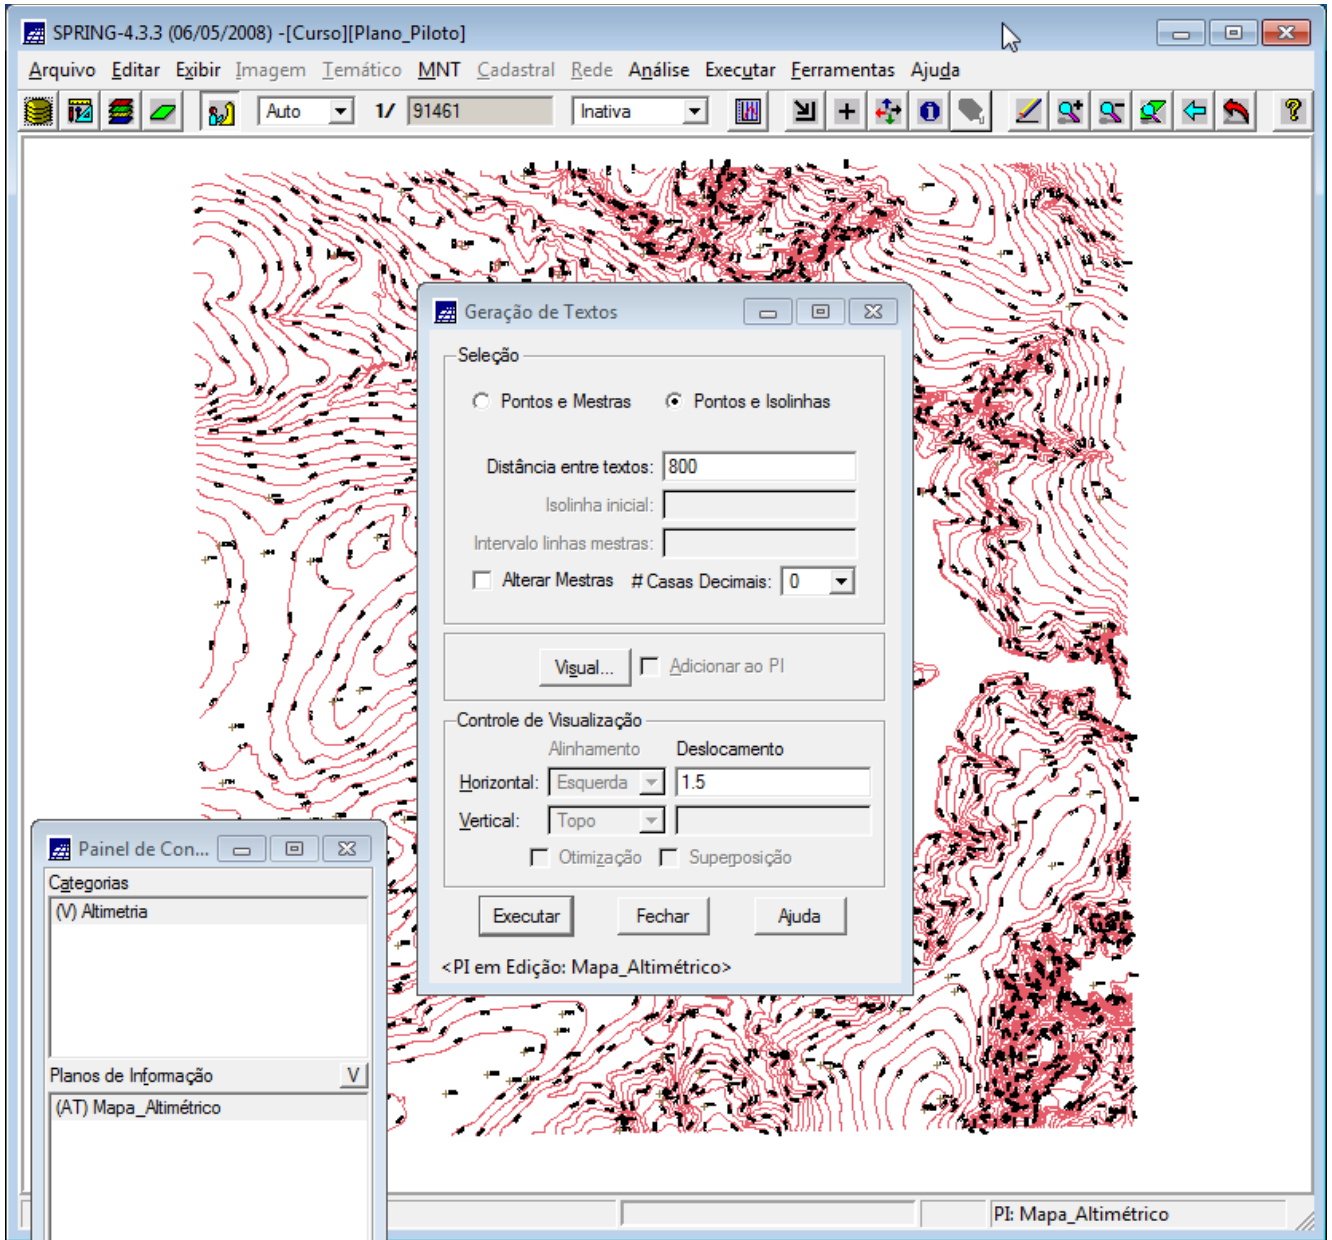 SPRING-4.3.3 (06/05/2008) -[Curso][Plano_Piloto]
Arquivo Editar Exibir Imagem Temático MNT Cadastral Rede Análise Executar Ferramentas Ajuda
Auto 1/ 91461 Inativa
Geração de Textos
Seleção
Pontos e Mestras Pontos e Isolinhas
Distância entre textos: 800
Isolinha inicial:
Intervalo linhas mestras:
Alterar Mestras # Casas Decimais: 0
Visual... Adicionar ao PI
Controle de Visualização
Alinhamento Deslocamento
Horizontal: Esquerda 1.5
Vertical: Topo
Otimização Superposição
Executar Fechar Ajuda
<PI em Edição: Mapa_Altimétrico>
Painel de Con...
Categorias
(V) Altimetria
Planos de Informação V
(AT) Mapa_Altimétrico
PI: Mapa_Altimétrico